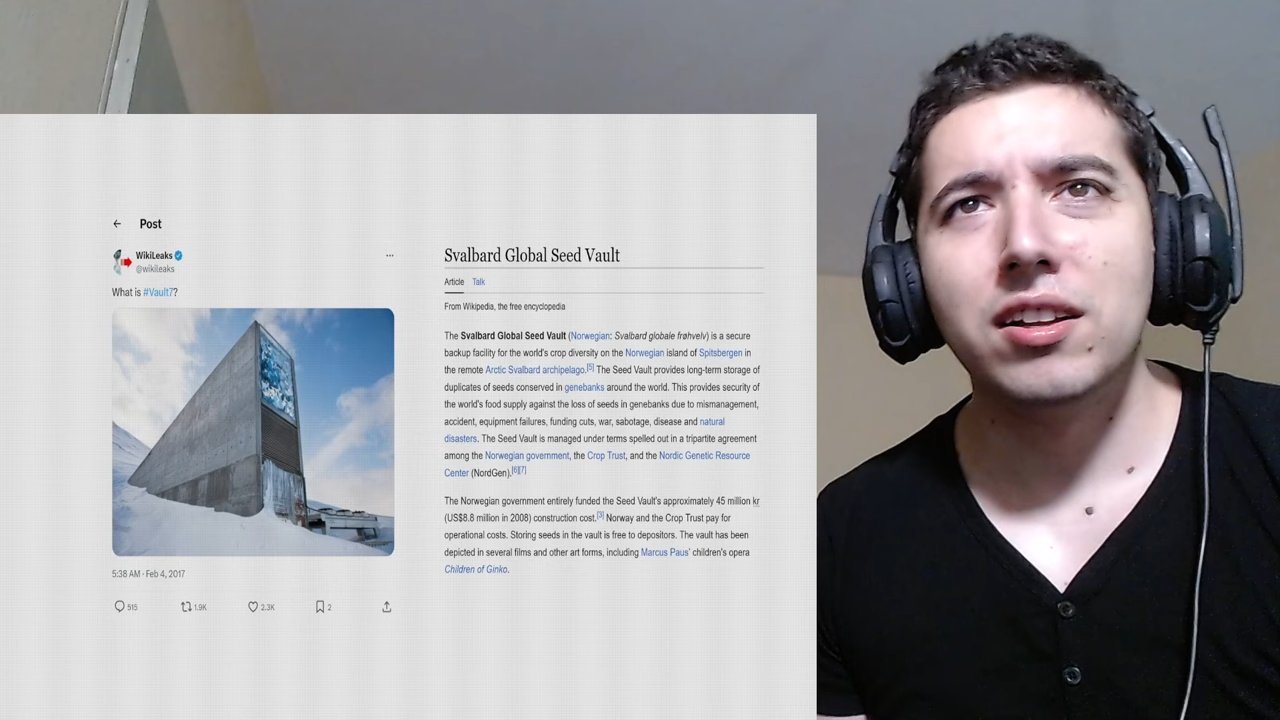 Post
WikiLeaks
@wikileaks
What is #Vault7?
5:38 AM · Feb 4, 2017
515 1.9K 2.3K 2
Svalbard Global Seed Vault
Article Talk
From Wikipedia, the free encyclopedia
The Svalbard Global Seed Vault (Norwegian: Svalbard globale frøhvelv) is a secure
backup facility for the world's crop diversity on the Norwegian island of Spitsbergen in
the remote Arctic Svalbard archipelago.[5] The Seed Vault provides long-term storage of
duplicates of seeds conserved in genebanks around the world. This provides security of
the world's food supply against the loss of seeds in genebanks due to mismanagement,
accident, equipment failures, funding cuts, war, sabotage, disease and natural
disasters. The Seed Vault is managed under terms spelled out in a tripartite agreement
among the Norwegian government, the Crop Trust, and the Nordic Genetic Resource
Center (NordGen).[6][7]
The Norwegian government entirely funded the Seed Vault's approximately 45 million kr
(US$8.8 million in 2008) construction cost.[3] Norway and the Crop Trust pay for
operational costs. Storing seeds in the vault is free to depositors. The vault has been
depicted in several films and other art forms, including Marcus Paus' children's opera
Children of Ginko.